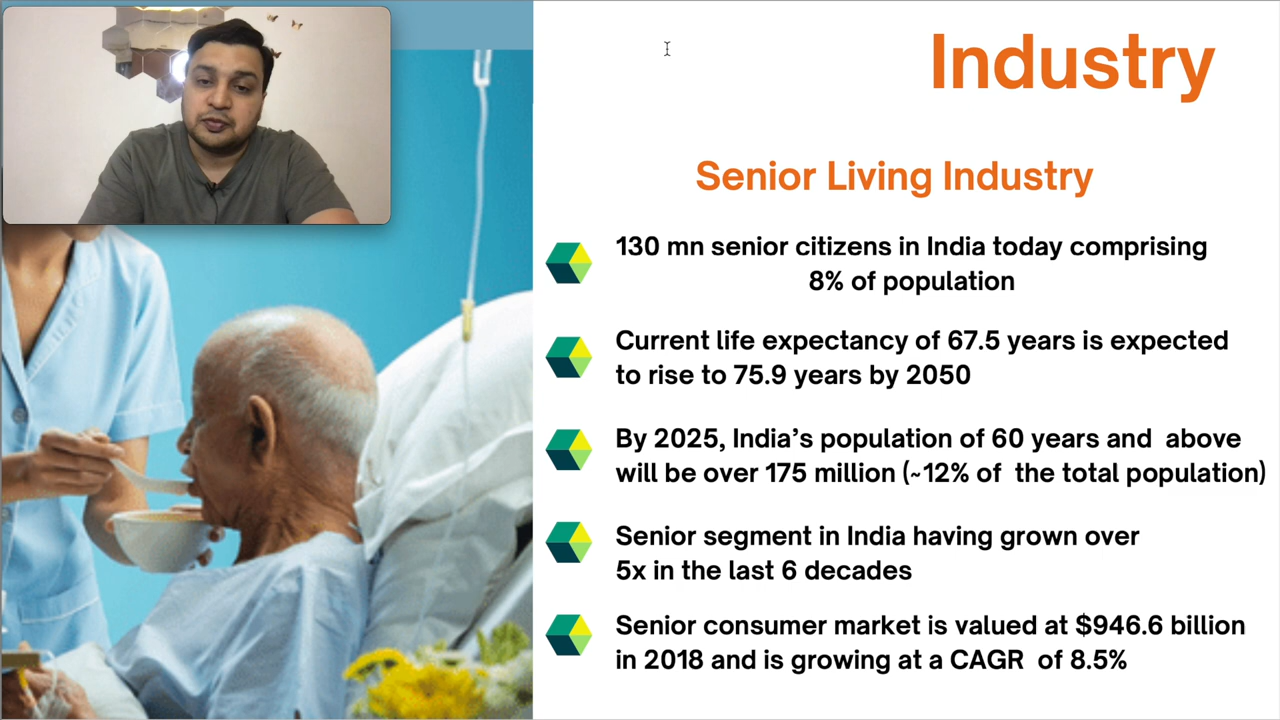 Industry
Senior Living Industry
130 mn senior citizens in India today comprising
8% of population
Current life expectancy of 67.5 years is expected
to rise to 75.9 years by 2050
By 2025, India’s population of 60 years and above
will be over 175 million (~12% of the total population)
Senior segment in India having grown over
5x in the last 6 decades
Senior consumer market is valued at $946.6 billion
in 2018 and is growing at a CAGR of 8.5%